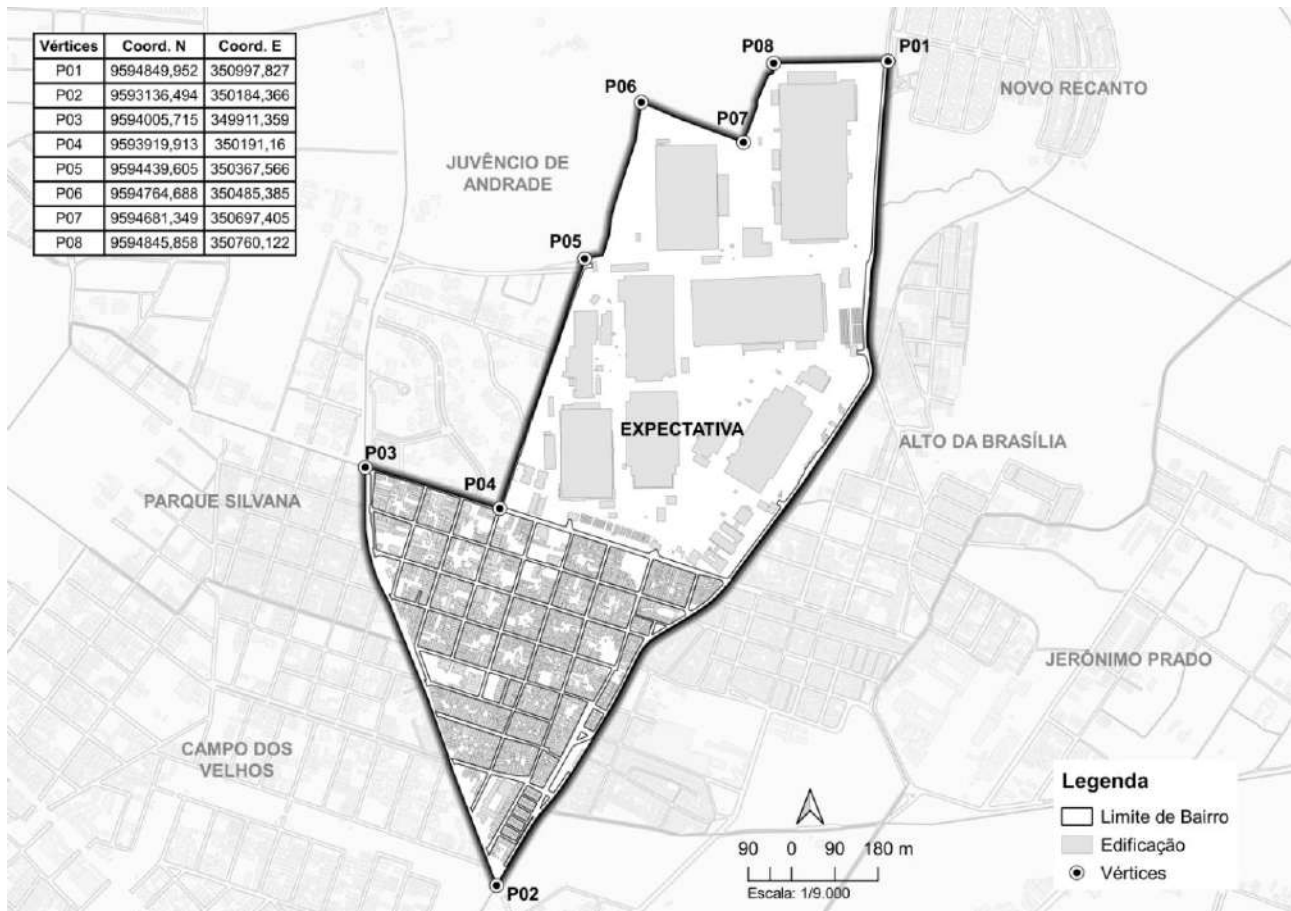 Vértices Coord. N Coord. E
P01 9594849,952 350997,827
P02 9593136,494 350184,366
P03 9594005,715 349911,359
P04 9593919,913 350191,16
P05 9594439,605 350367,566
P06 9594764,688 350485,385
P07 9594681,349 350697,405
P08 9594845,858 350760,122
P08
P01
P06
NOVO RECANTO
P07
JUVÊNCIO DE
ANDRADE
P05
EXPECTATIVA
ALTO DA BRASÍLIA
P03
P04
PARQUE SILVANA
JERÔNIMO PRADO
CAMPO DOS
VELHOS
P02
90 0 90 180 m
Escala: 1/9.000
Legenda
Limite de Bairro
Edificação
Vértices